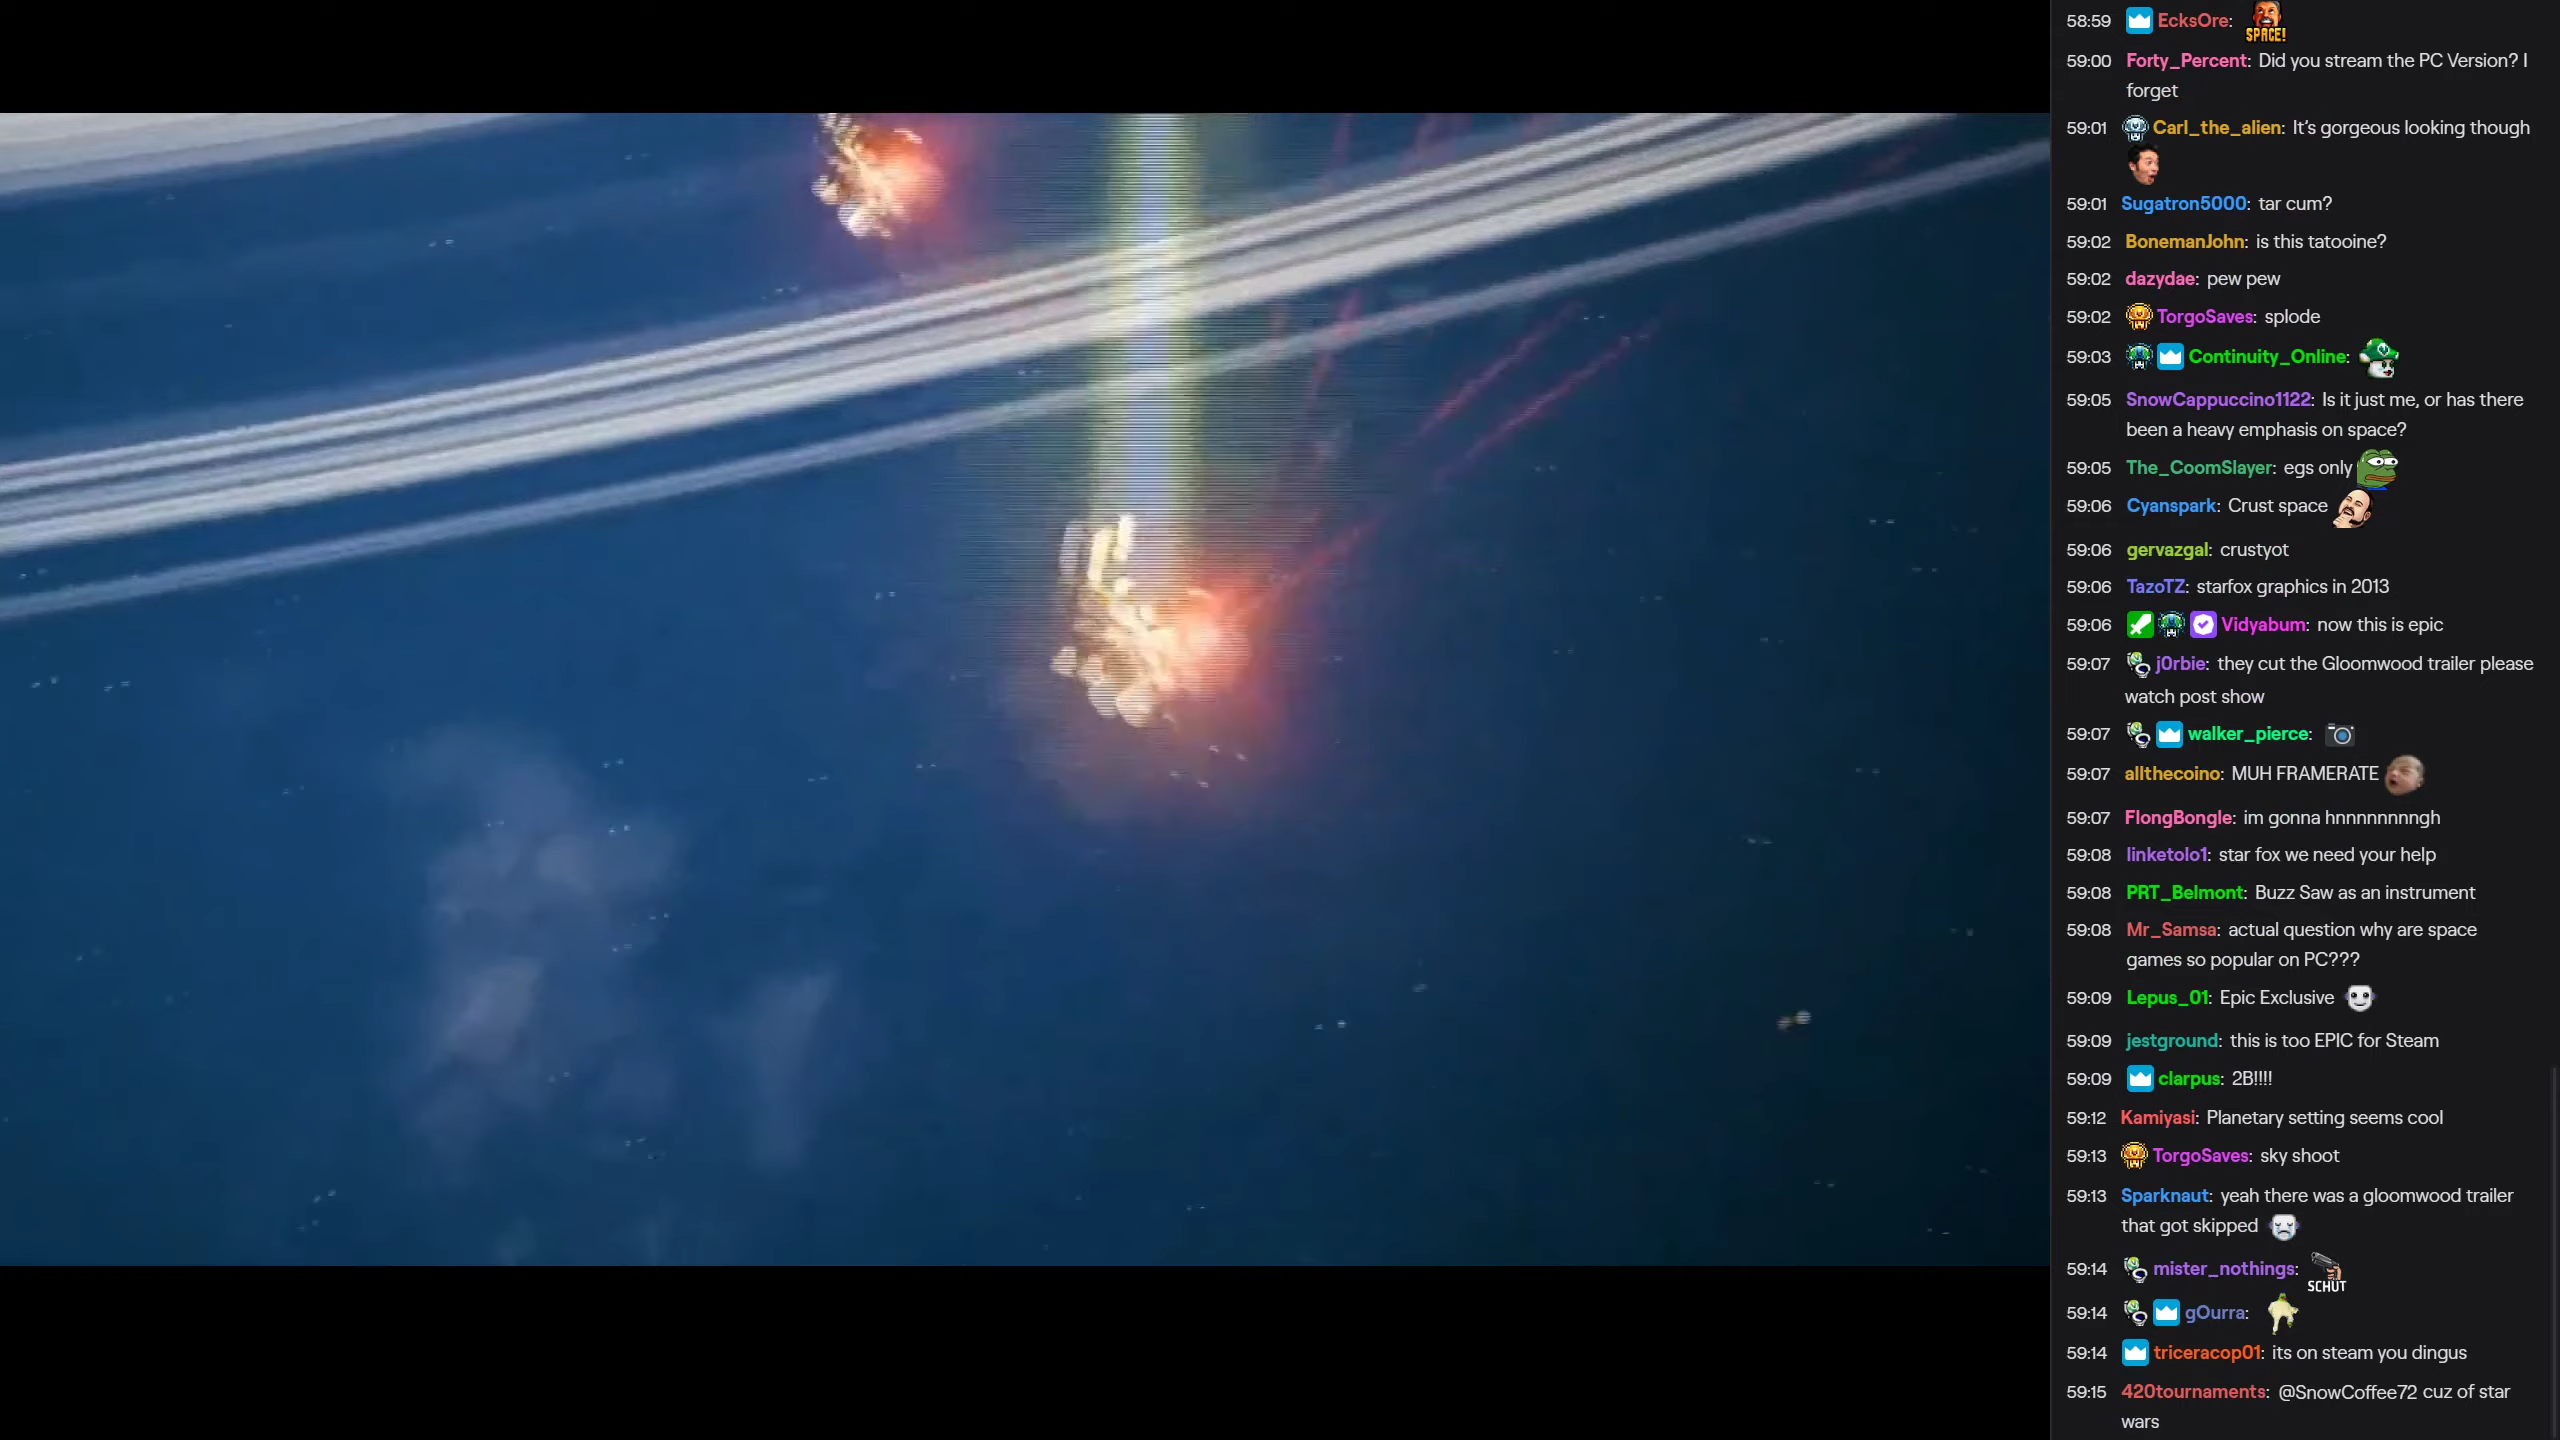 58:59 EcksOre: SPACE!
59:00 Forty_Percent: Did you stream the PC Version? I
forget
59:01 Carl_the_alien: It's gorgeous looking though
59:01 Sugatron5000: tar cum?
59:02 BonemanJohn: is this tatooine?
59:02 dazydae: pew pew
59:02 TorgoSaves: splode
59:03 Continuity_Online:
59:05 SnowCappuccino1122: Is it just me, or has there
been a heavy emphasis on space?
59:05 The_CoomSlayer: egs only
59:06 Cyanspark: Crust space
59:06 gervazgal: crustyot
59:06 TazoTZ: starfox graphics in 2013
59:06 Vidyabum: now this is epic
59:07 j0rbie: they cut the Gloomwood trailer please
watch post show
59:07 walker_pierce:
59:07 allthecoino: MUH FRAMERATE
59:07 FlongBongle: im gonna hnnnnnnnngh
59:08 linketolo1: star fox we need your help
59:08 PRT_Belmont: Buzz Saw as an instrument
59:08 Mr_Samsa: actual question why are space
games so popular on PC???
59:09 Lepus_01: Epic Exclusive
59:09 jestground: this is too EPIC for Steam
59:09 clarpus: 2B!!!!
59:12 Kamiyasi: Planetary setting seems cool
59:13 TorgoSaves: sky shoot
59:13 Sparknaut: yeah there was a gloomwood trailer
that got skipped
59:14 mister_nothings: SCHUT
59:14 gOurra:
59:14 triceracop01: its on steam you dingus
59:15 420tournaments: @SnowCoffee72 cuz of star
wars